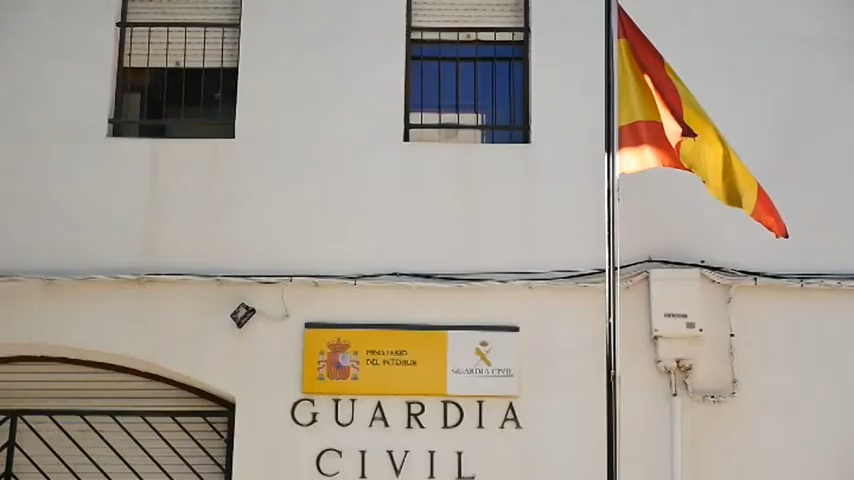 MINISTERIO
DEL INTERIOR
GUARDIA CIVIL
GUARDIA
CIVIL